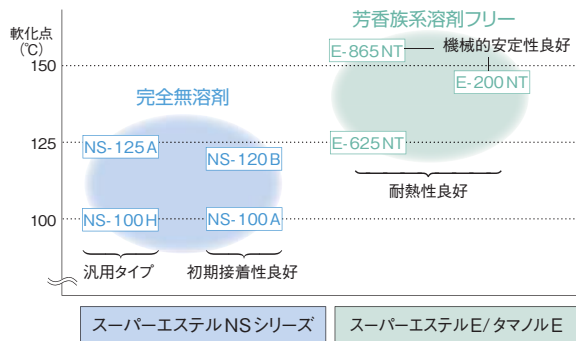 軟化点
(℃)
芳香族系溶剤フリー
E-865NT
機械的安定性良好
150
E-200NT
完全無溶剤
125
NS-125A
NS-120B
E-625NT
耐熱性良好
100
NS-100H
NS-100A
汎用タイプ
初期接着性良好
スーパーエステルNSシリーズ
スーパーエステルE/タマノルE